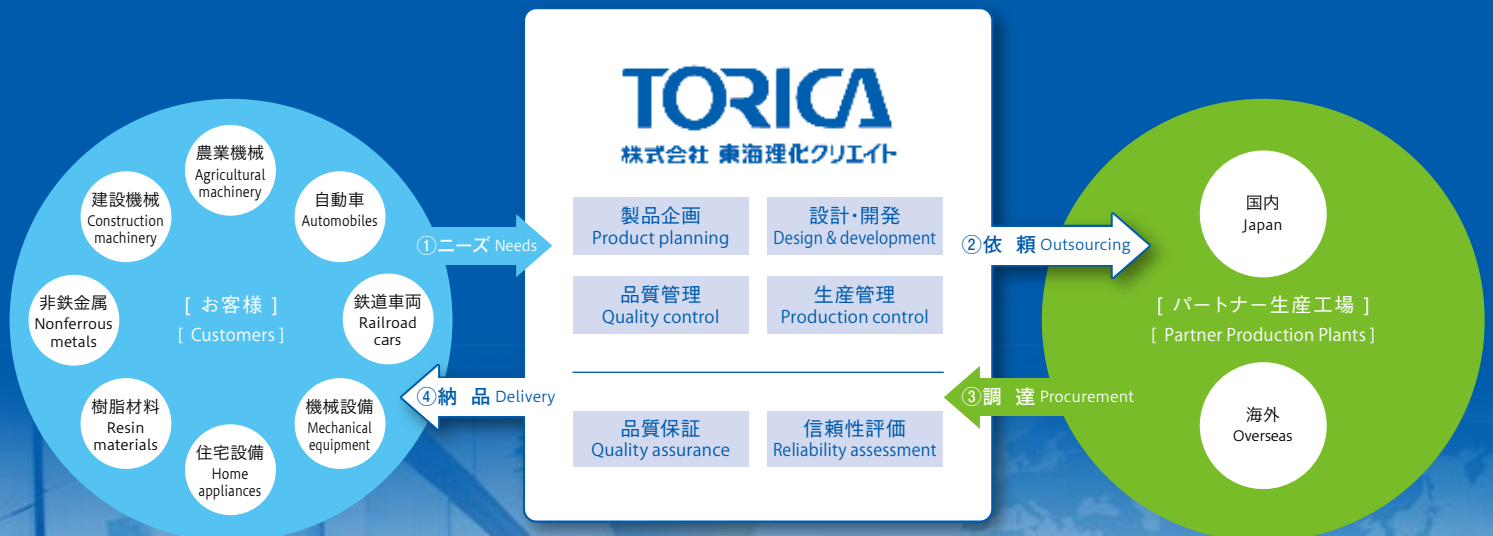 TORICA
株式会社 東海理化クリエイト
農業機械
Agricultural
machinery
建設機械
Construction
machinery
自動車
Automobiles
非鉄金属
Nonferrous
metals
[ お客様 ]
[ Customers ]
鉄道車両
Railroad
cars
樹脂材料
Resin
materials
機械設備
Mechanical
equipment
住宅設備
Home
appliances
①ニーズ Needs
④納 品 Delivery
製品企画
Product planning
設計・開発
Design & development
品質管理
Quality control
生産管理
Production control
品質保証
Quality assurance
信頼性評価
Reliability assessment
②依 頼 Outsourcing
③調 達 Procurement
国内
Japan
[ パートナー生産工場 ]
[ Partner Production Plants ]
海外
Overseas